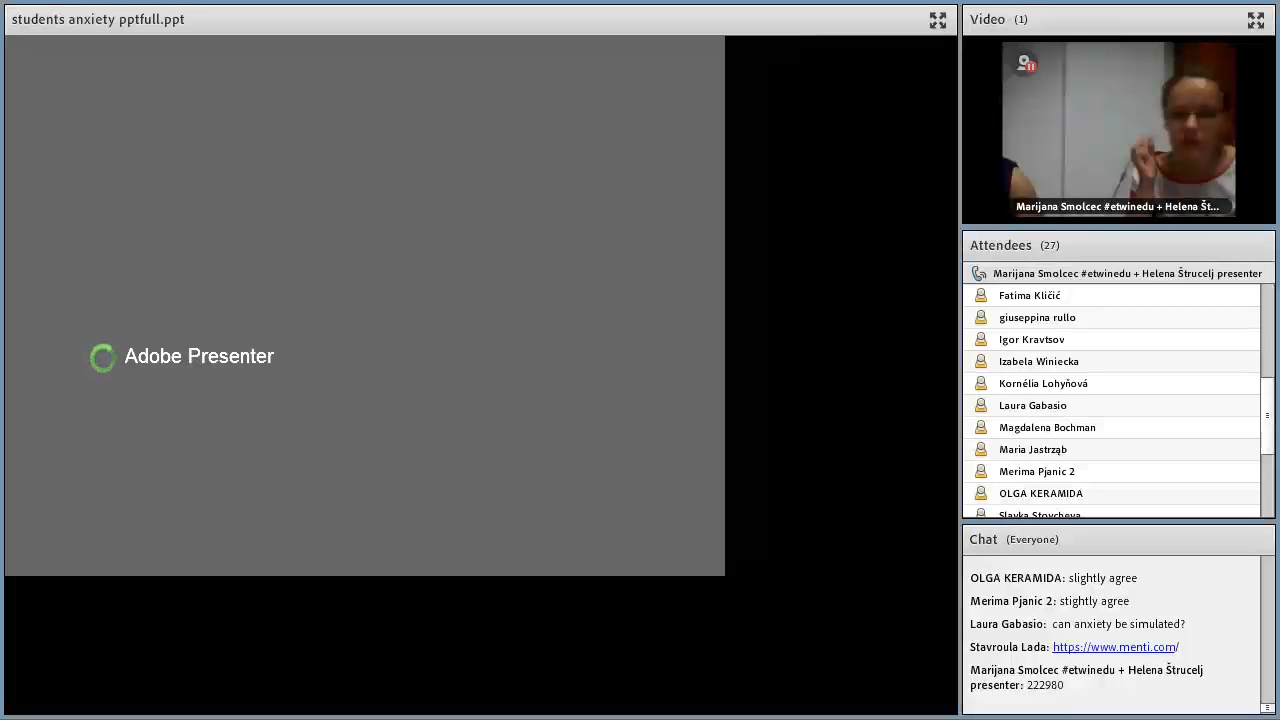 students anxiety pptfull.ppt
Adobe Presenter
Video (1)
Marijana Smolcec #etwinedu + Helena Št...
Attendees (27)
Marijana Smolcec #etwinedu + Helena Štrucelj presenter
Fatima Kličić
giuseppina rullo
Igor Kravtsov
Izabela Winiecka
Kornélia Lohyňová
Laura Gabasio
Magdalena Bochman
Maria Jastrząb
Merima Pjanic 2
OLGA KERAMIDA
Slavka Stoycheva
Chat (Everyone)
OLGA KERAMIDA: slightly agree
Merima Pjanic 2: stightly agree
Laura Gabasio: can anxiety be simulated?
Stavroula Lada: https://www.menti.com/
Marijana Smolcec #etwinedu + Helena Štrucelj
presenter: 222980